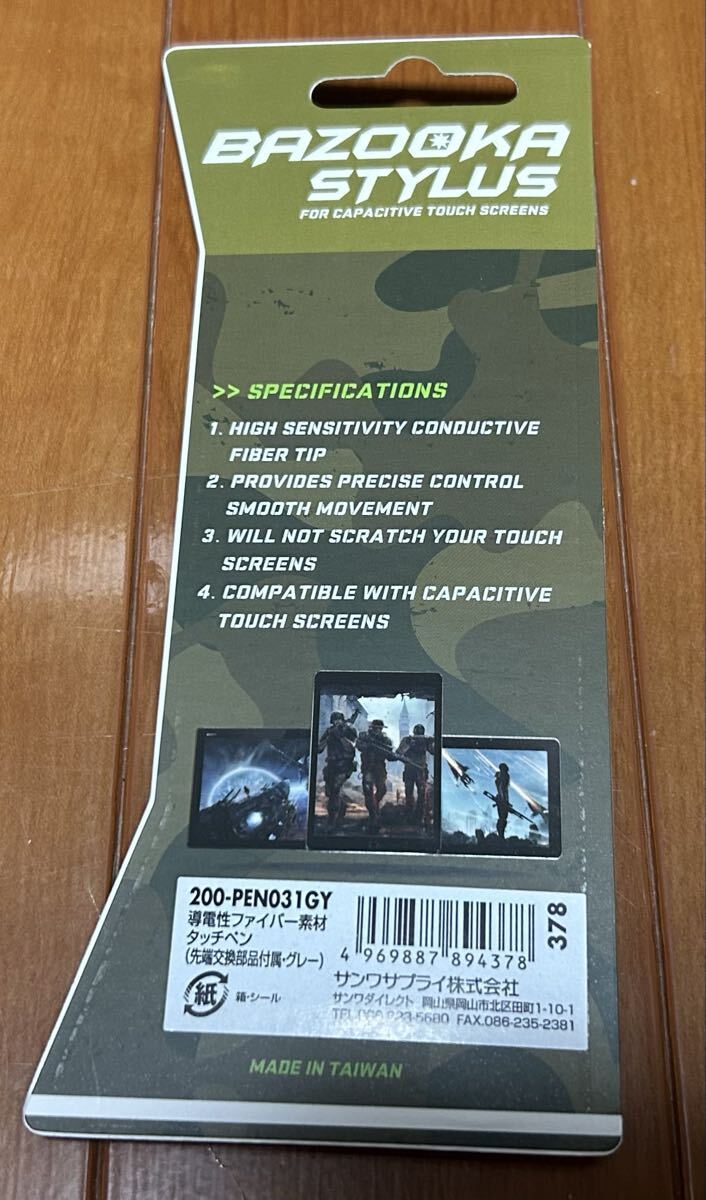 BAZOOKA
STYLUS
FOR CAPACITIVE TOUCH SCREENS
>> SPECIFICATIONS
1. HIGH SENSITIVITY CONDUCTIVE
FIBER TIP
2. PROVIDES PRECISE CONTROL
SMOOTH MOVEMENT
3. WILL NOT SCRATCH YOUR TOUCH
SCREENS
4. COMPATIBLE WITH CAPACITIVE
TOUCH SCREENS
200-PEN031GY
導電性ファイバー素材
タッチペン
(先端交換部品付属・グレー)
紙
箱・シール
4 969887 894378
378
サンワサプライ株式会社
サンワダイレクト 岡山県岡山市北区田町1-10-1
FAX.086-235-2381
MADE IN TAIWAN